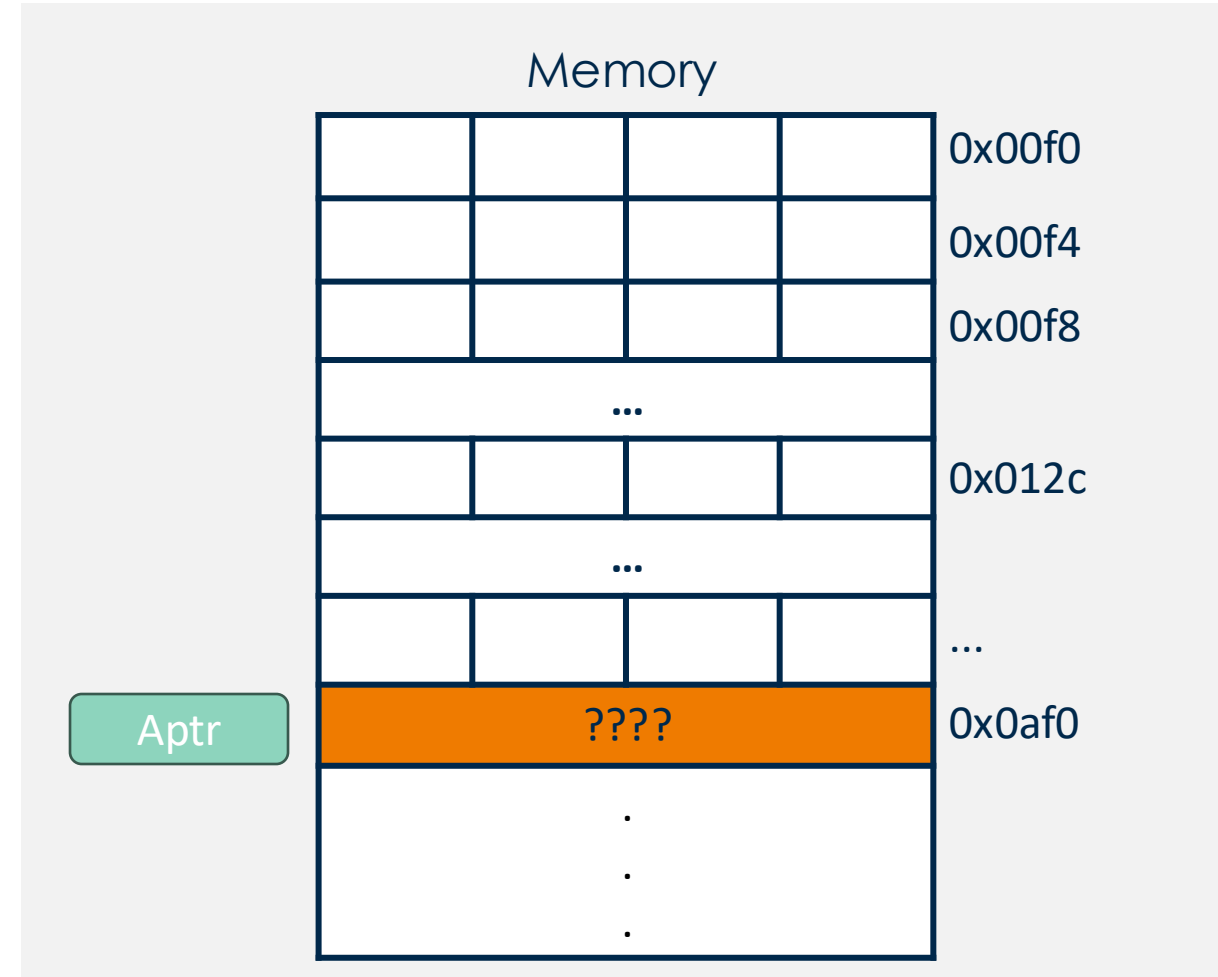 Memory
0x00f0
0x00f4
0x00f8
...
0x012c
...
...
Aptr ???? 0x0af0
.
.
.